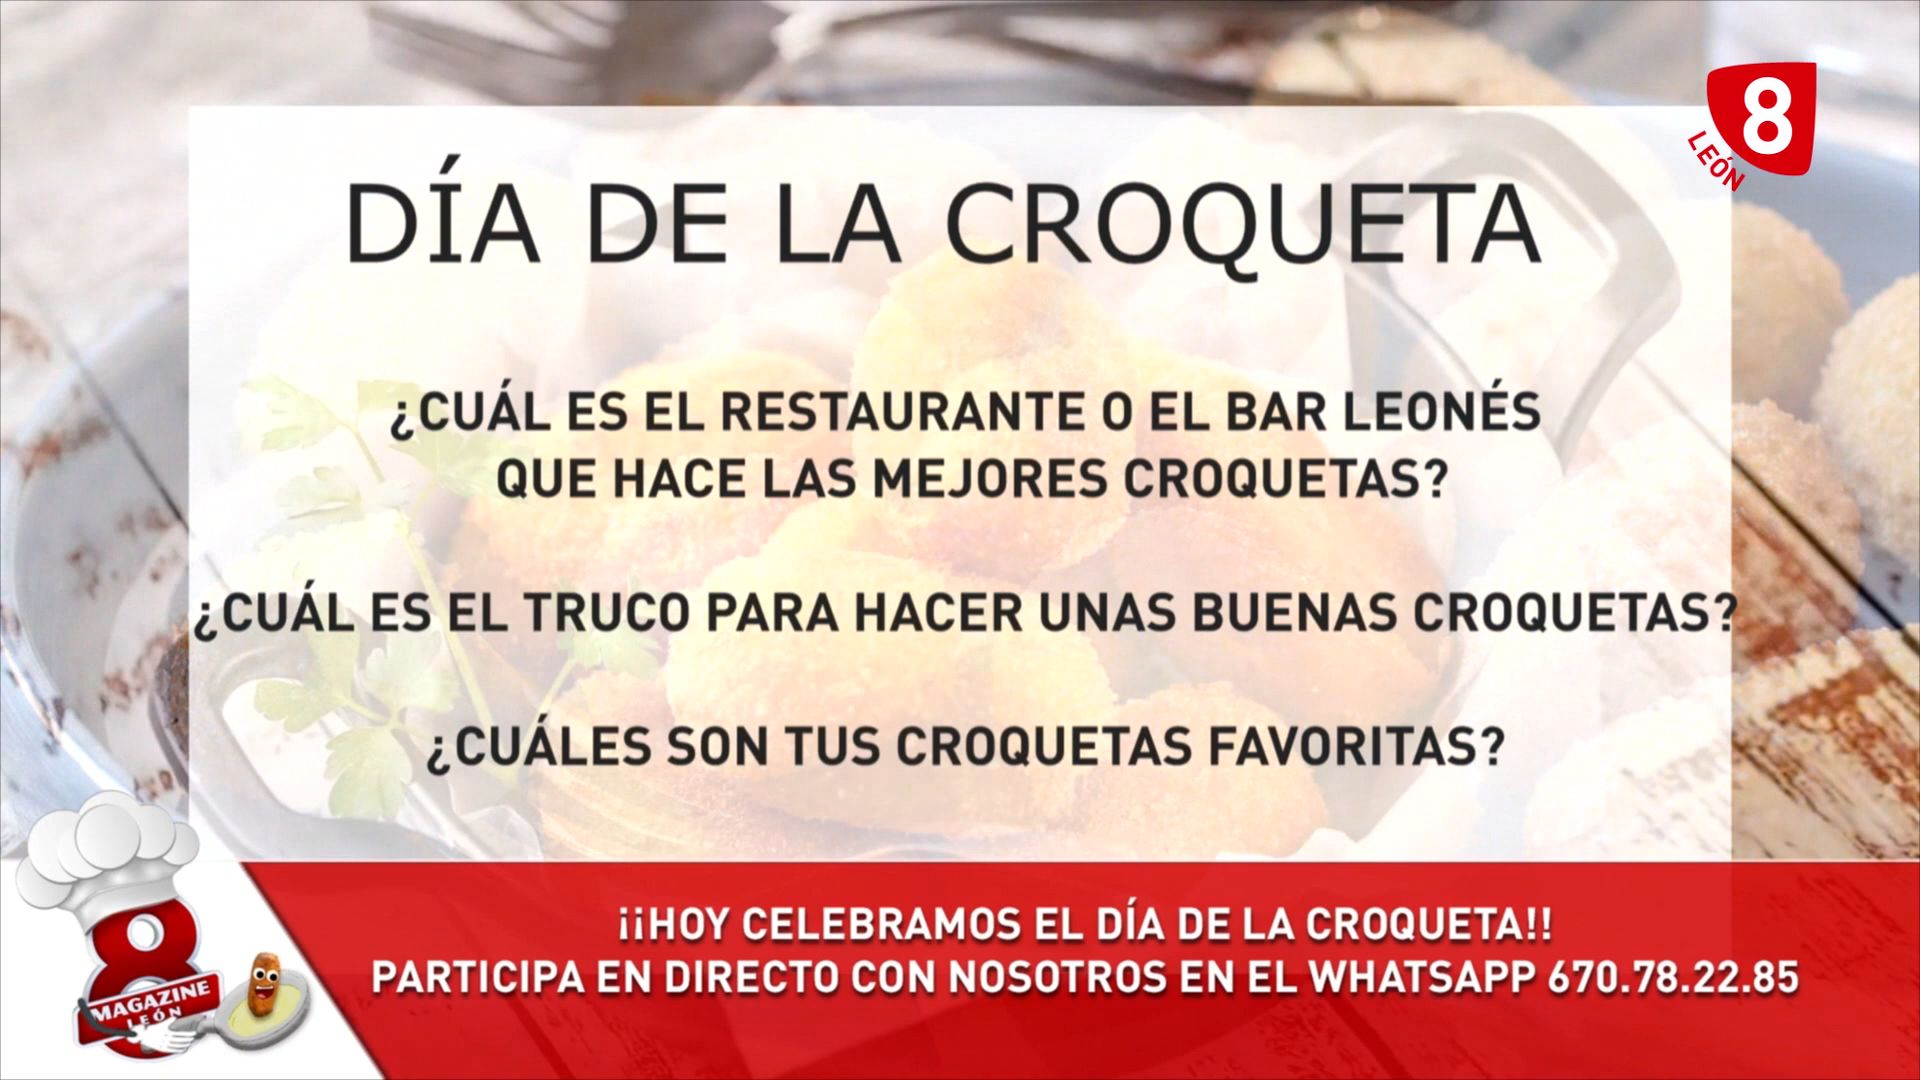 8
LEÓN
DÍA DE LA CROQUETA
¿CUÁL ES EL RESTAURANTE O EL BAR LEONÉS
QUE HACE LAS MEJORES CROQUETAS?
¿CUÁL ES EL TRUCO PARA HACER UNAS BUENAS CROQUETAS?
¿CUÁLES SON TUS CROQUETAS FAVORITAS?
¡¡HOY CELEBRAMOS EL DÍA DE LA CROQUETA!!
PARTICIPA EN DIRECTO CON NOSOTROS EN EL WHATSAPP 670.78.22.85
8
MAGAZINE
LEÓN